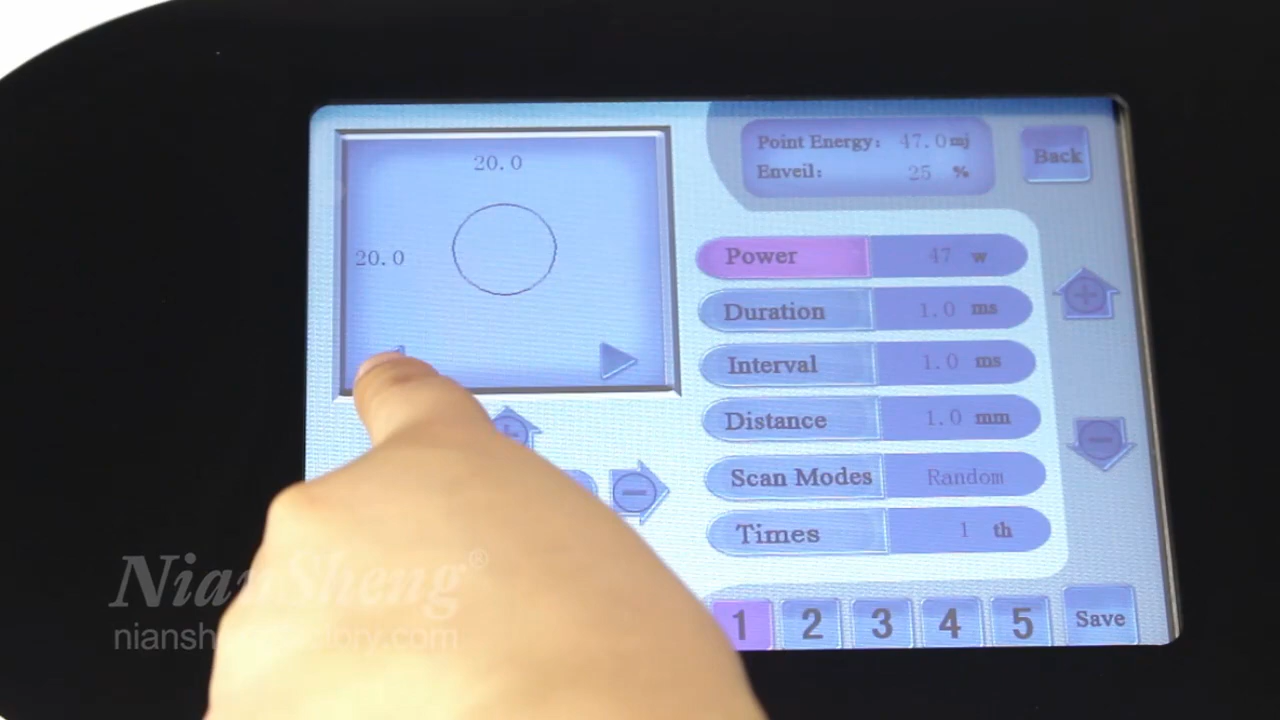 20.0
20.0
Point Energy: 47.0 mj
Enveil: 25 %
Back
Power 47 w
Duration 1.0 ms
Interval 1.0 ms
Distance 1.0 mm
Scan Modes Random
Times 1 th
1 2 3 4 5 Save
NianSheng®